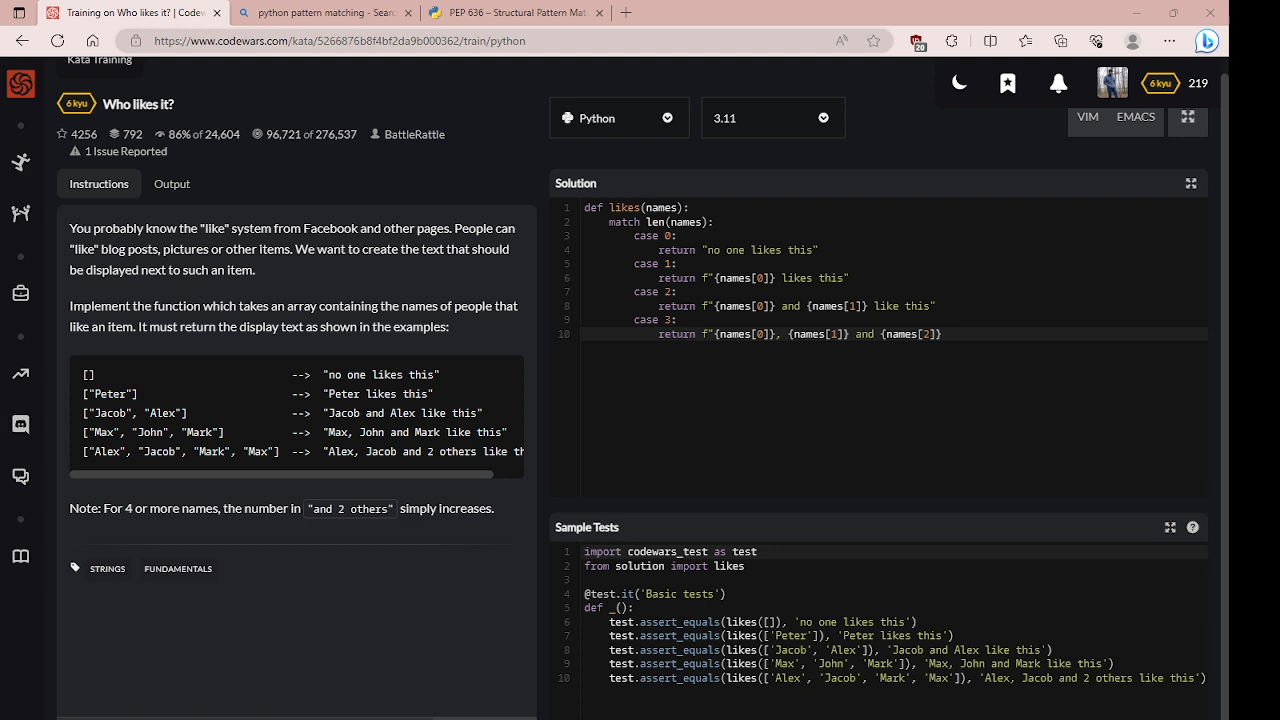 Training on Who likes it? | Codew
python pattern matching - Searc
PEP 636 – Structural Pattern Mat
https://www.codewars.com/kata/5266876b8f4bf2da9b000362/train/python
20
Kata Training
6 kyu 219
6 kyu Who likes it?
4256 792 86% of 24,604 96,721 of 276,537 BattleRattle
1 Issue Reported
Python
3.11
VIM EMACS
Instructions Output
You probably know the "like" system from Facebook and other pages. People can
"like" blog posts, pictures or other items. We want to create the text that should
be displayed next to such an item.
Implement the function which takes an array containing the names of people that
like an item. It must return the display text as shown in the examples:
[] --> "no one likes this"
["Peter"] --> "Peter likes this"
["Jacob", "Alex"] --> "Jacob and Alex like this"
["Max", "John", "Mark"] --> "Max, John and Mark like this"
["Alex", "Jacob", "Mark", "Max"] --> "Alex, Jacob and 2 others like th
Note: For 4 or more names, the number in "and 2 others" simply increases.
STRINGS FUNDAMENTALS
Solution
1 def likes(names):
2 match len(names):
3 case 0:
4 return "no one likes this"
5 case 1:
6 return f"{names[0]} likes this"
7 case 2:
8 return f"{names[0]} and {names[1]} like this"
9 case 3:
10 return f"{names[0]}, {names[1]} and {names[2]}
Sample Tests
1 import codewars_test as test
2 from solution import likes
3
4 @test.it('Basic tests')
5 def _():
6 test.assert_equals(likes([]), 'no one likes this')
7 test.assert_equals(likes(['Peter']), 'Peter likes this')
8 test.assert_equals(likes(['Jacob', 'Alex']), 'Jacob and Alex like this')
9 test.assert_equals(likes(['Max', 'John', 'Mark']), 'Max, John and Mark like this')
10 test.assert_equals(likes(['Alex', 'Jacob', 'Mark', 'Max']), 'Alex, Jacob and 2 others like this')